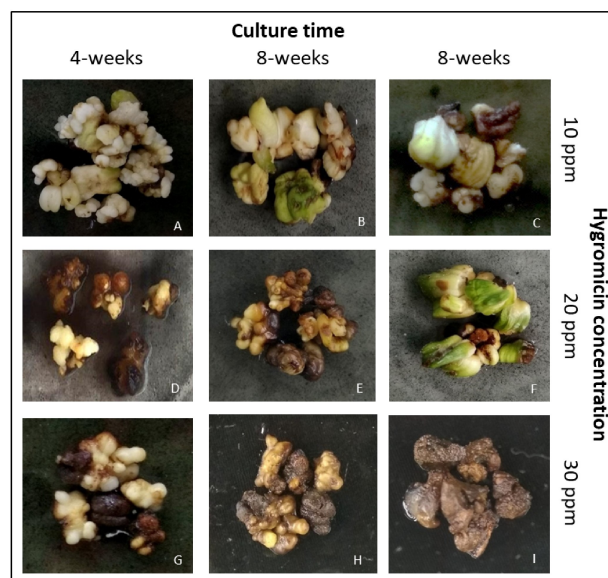 Culture time
4-weeks 8-weeks 8-weeks
A B C
10 ppm
D E F
20 ppm
G H I
30 ppm
Hygromicin concentration